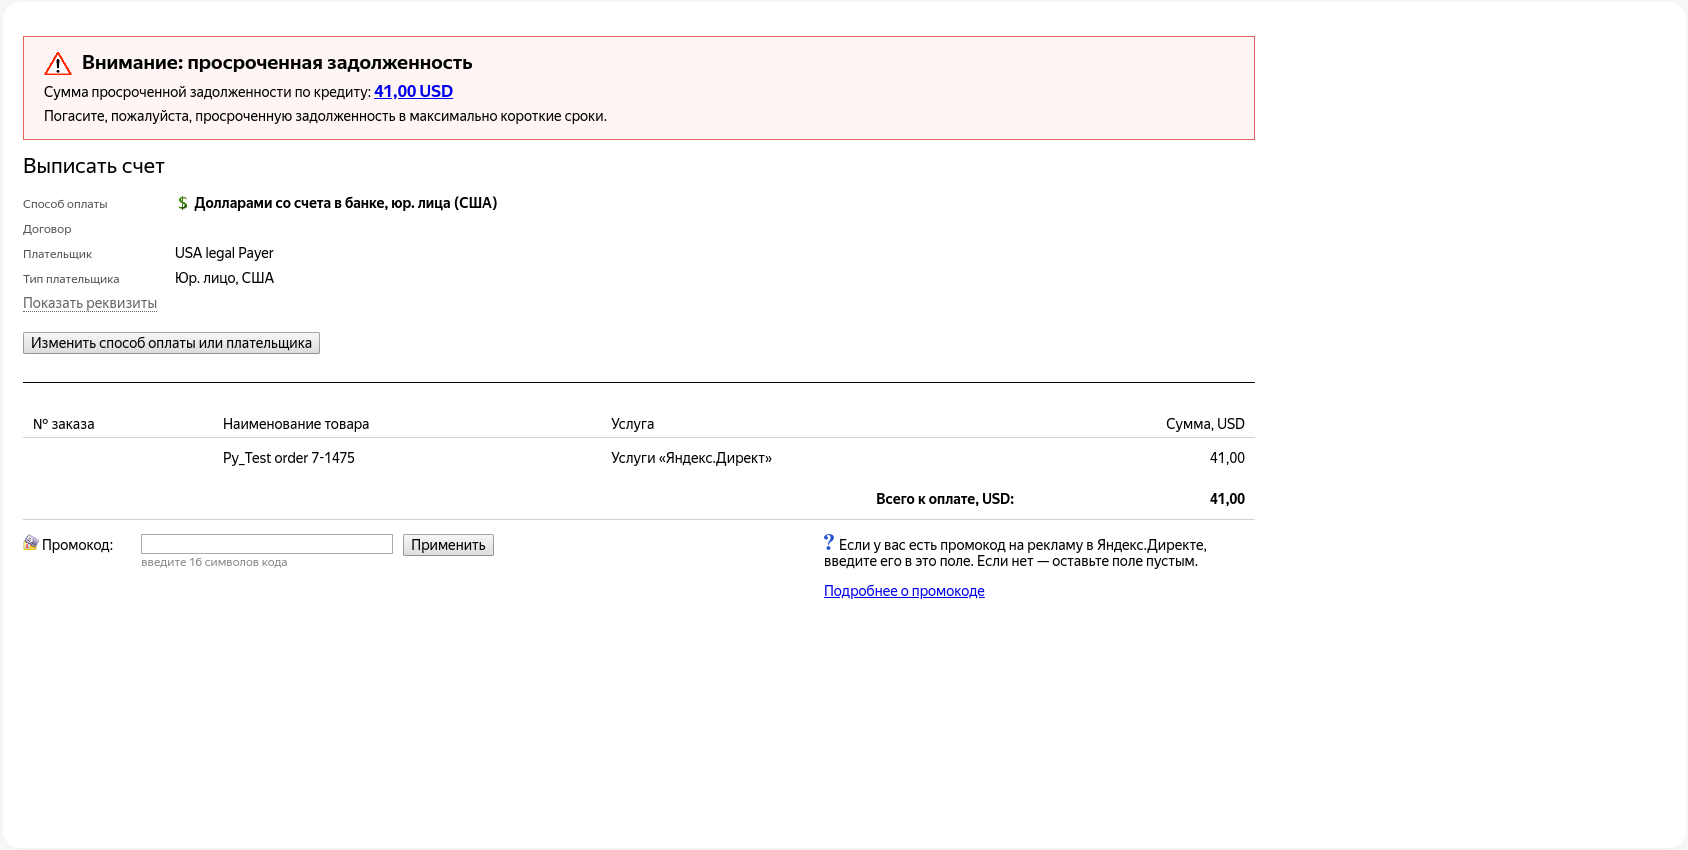 Внимание: просроченная задолженность
Сумма просроченной задолженности по кредиту: 41,00 USD
Погасите, пожалуйста, просроченную задолженность в максимально короткие сроки.
Выписать счет
Способ оплаты $ Долларами со счета в банке, юр. лица (США)
Договор
Плательщик USA legal Payer
Тип плательщика Юр. лицо, США
Показать реквизиты
Изменить способ оплаты или плательщика
№ заказа Наименование товара Услуга Сумма, USD
Py_Test order 7-1475 Услуги «Яндекс.Директ» 41,00
Всего к оплате, USD: 41,00
Промокод: Применить
введите 16 символов кода
? Если у вас есть промокод на рекламу в Яндекс.Директе,
введите его в это поле. Если нет — оставьте поле пустым.
Подробнее о промокоде